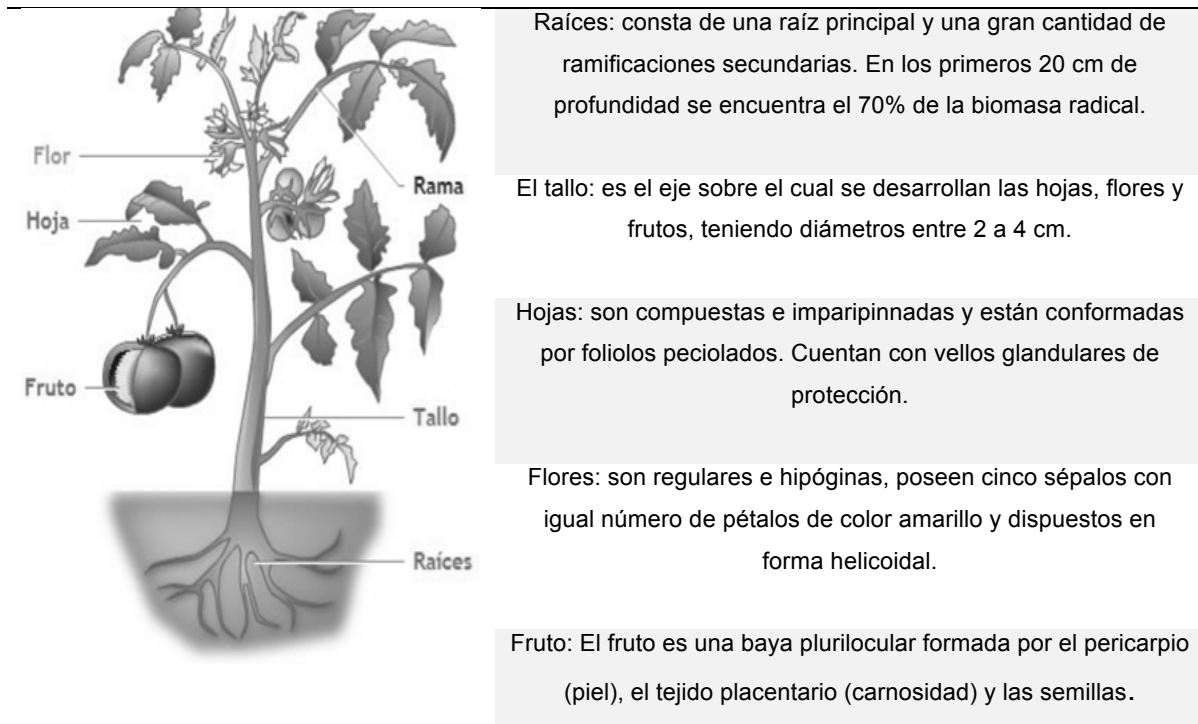 Flor
Hoja
Fruto
Rama
Tallo
Raíces
Raíces: consta de una raíz principal y una gran cantidad de
ramificaciones secundarias. En los primeros 20 cm de
profundidad se encuentra el 70% de la biomasa radical.
El tallo: es el eje sobre el cual se desarrollan las hojas, flores y
frutos, teniendo diámetros entre 2 a 4 cm.
Hojas: son compuestas e imparipinnadas y están conformadas
por foliolos peciolados. Cuentan con vellos glandulares de
protección.
Flores: son regulares e hipóginas, poseen cinco sépalos con
igual número de pétalos de color amarillo y dispuestos en
forma helicoidal.
Fruto: El fruto es una baya plurilocular formada por el pericarpio
(piel), el tejido placentario (carnosidad) y las semillas.